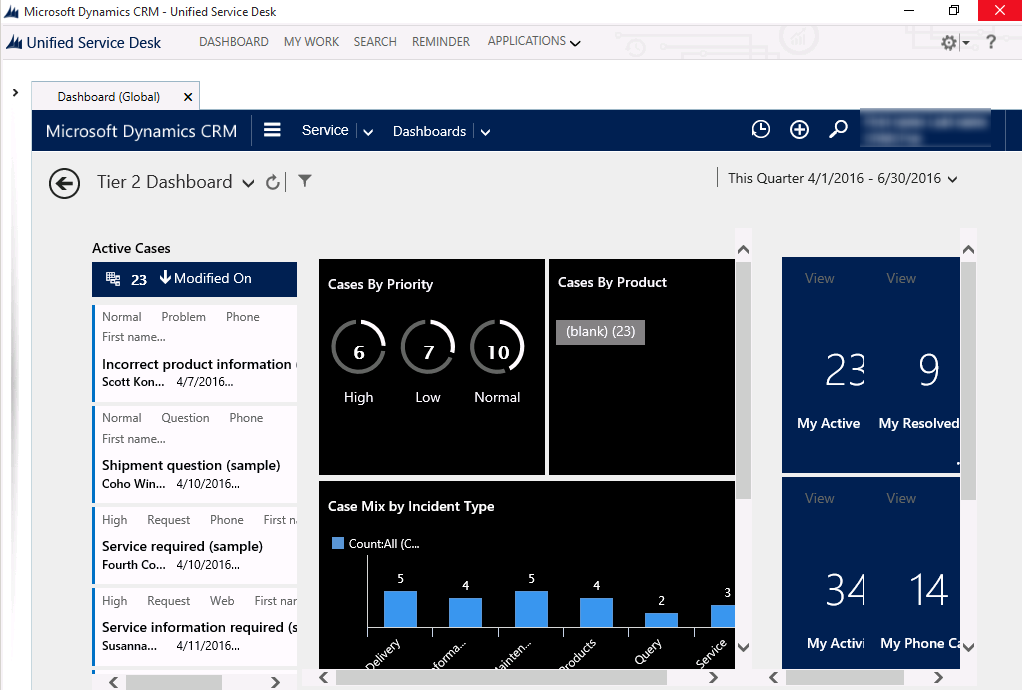 Microsoft Dynamics CRM - Unified Service Desk
Unified Service Desk
DASHBOARD MY WORK SEARCH REMINDER APPLICATIONS
?
Dashboard (Global)
Microsoft Dynamics CRM Service Dashboards
Tier 2 Dashboard
This Quarter 4/1/2016 - 6/30/2016
Active Cases
23 Modified On
Normal Problem Phone
First name...
Incorrect product information (
Scott Kon... 4/7/2016...
Normal Question Phone
First name...
Shipment question (sample)
Coho Win... 4/10/2016...
High Request Phone First n
Service required (sample)
Fourth Co... 4/10/2016...
High Request Web First nar
Service information required (s
Susanna... 4/11/2016...
Cases By Priority
6 7 10
High Low Normal
Cases By Product
(blank) (23)
Case Mix by Incident Type
Count:All (C...
5 4 5 4 2 3
Delivery
forma...
ainten...
roducts
Query
Service
View View
23 9
My Active My Resolved
View View
34 14
My Activi My Phone Ca